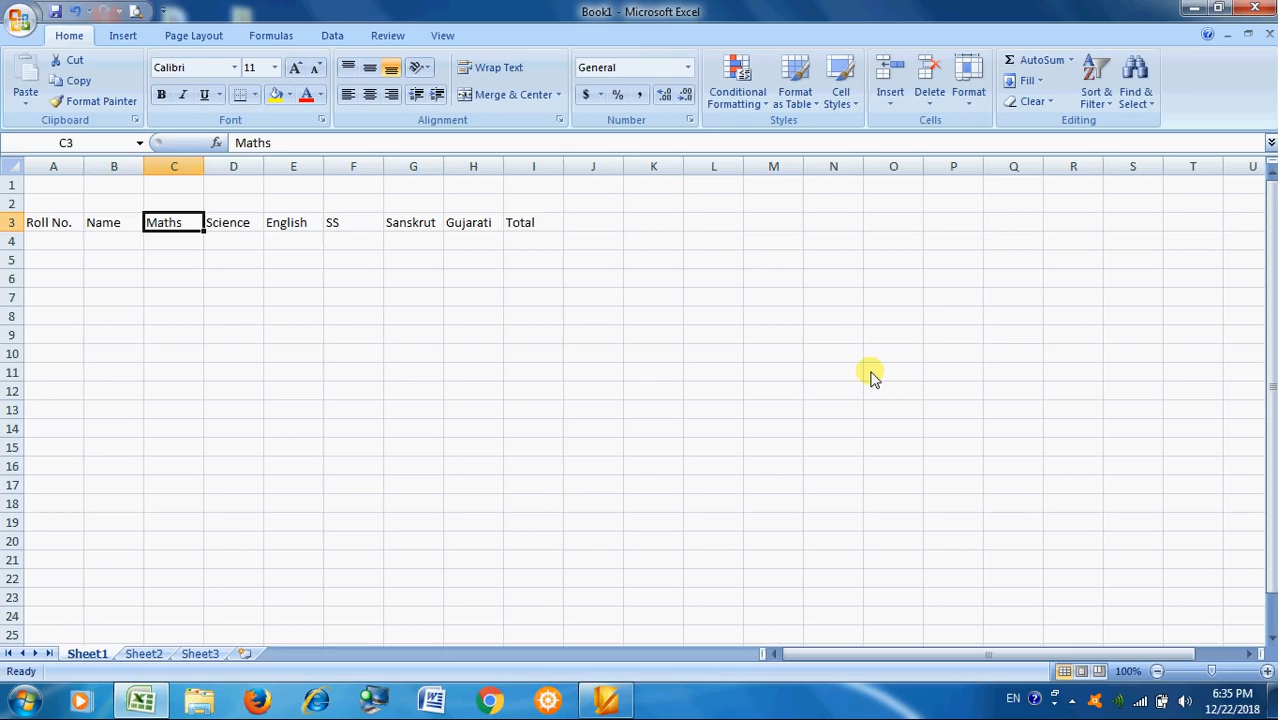 Book1 - Microsoft Excel
Home Insert Page Layout Formulas Data Review View
Paste Cut Copy Format Painter Clipboard
Calibri 11 A A B I U A Font
Wrap Text Merge & Center Alignment
General $ % , Number
Conditional Formatting Format as Table Cell Styles Styles
Insert Delete Format Cells
Σ AutoSum Fill Clear Sort & Filter Find & Select Editing
C3 fx Maths
A B C D E F G H I J K L M N O P Q R S T U
1
2
3 Roll No. Name Maths Science English SS Sanskrut Gujarati Total
4
5
6
7
8
9
10
11
12
13
14
15
16
17
18
19
20
21
22
23
24
25
Sheet1 Sheet2 Sheet3
Ready 100%
EN 6:35 PM
12/22/2018